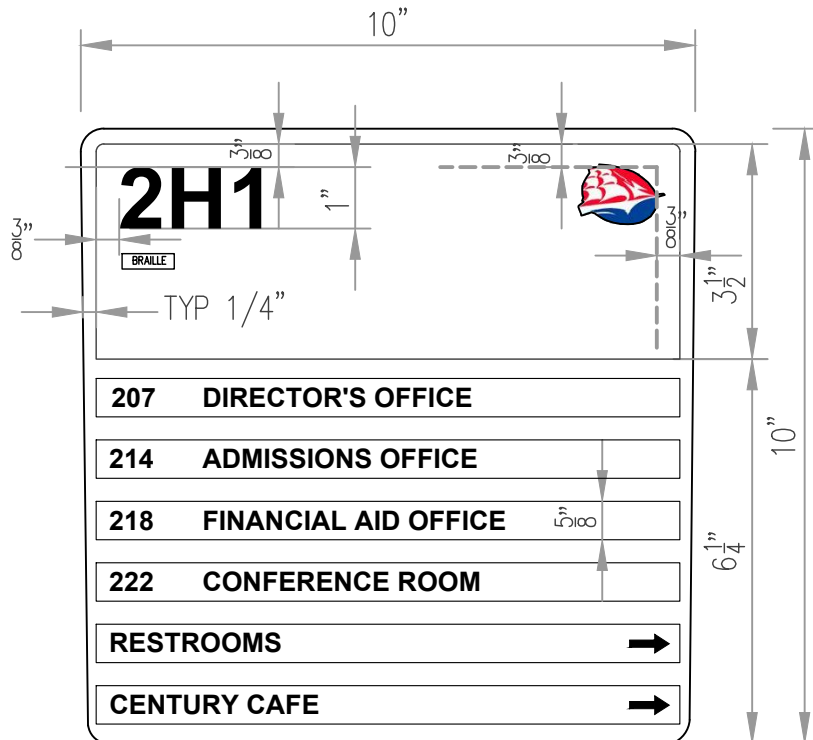 10"
3/8"
3/8"
2H1
1"
3/8"
3/8"
BRAILLE
3 1/2"
TYP 1/4"
207 DIRECTOR'S OFFICE
10"
214 ADMISSIONS OFFICE
218 FINANCIAL AID OFFICE 5/8"
6 1/4"
222 CONFERENCE ROOM
RESTROOMS
CENTURY CAFE